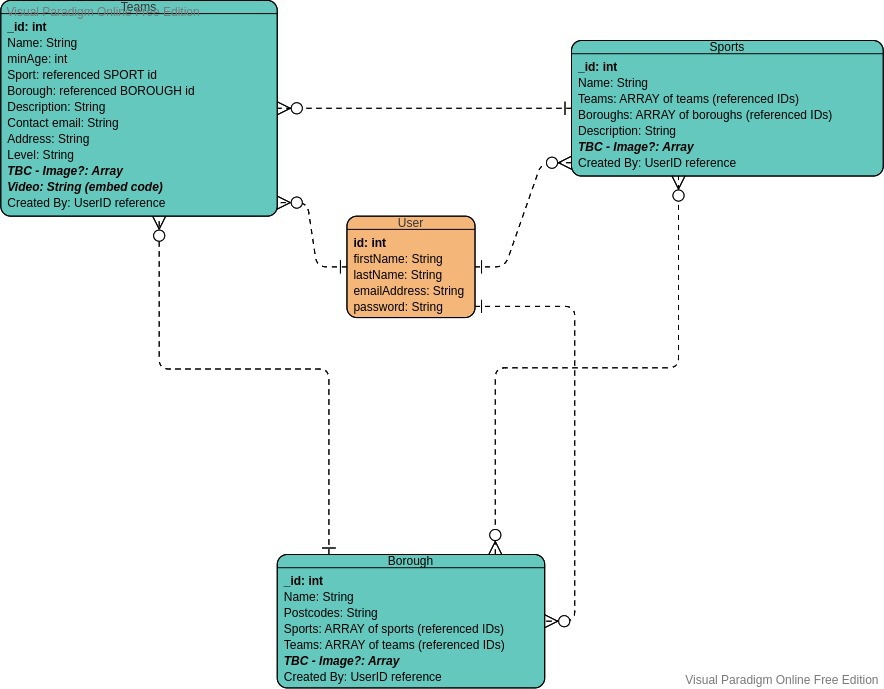 Teams
Visual Paradigm Online Free Edition
_id: int
Name: String
minAge: int
Sport: referenced SPORT id
Borough: referenced BOROUGH id
Description: String
Contact email: String
Address: String
Level: String
TBC - Image?: Array
Video: String (embed code)
Created By: UserID reference
Sports
_id: int
Name: String
Teams: ARRAY of teams (referenced IDs)
Boroughs: ARRAY of boroughs (referenced IDs)
Description: String
TBC - Image?: Array
Created By: UserID reference
User
id: int
firstName: String
lastName: String
emailAddress: String
password: String
Borough
_id: int
Name: String
Postcodes: String
Sports: ARRAY of sports (referenced IDs)
Teams: ARRAY of teams (referenced IDs)
TBC - Image?: Array
Created By: UserID reference
Visual Paradigm Online Free Edition